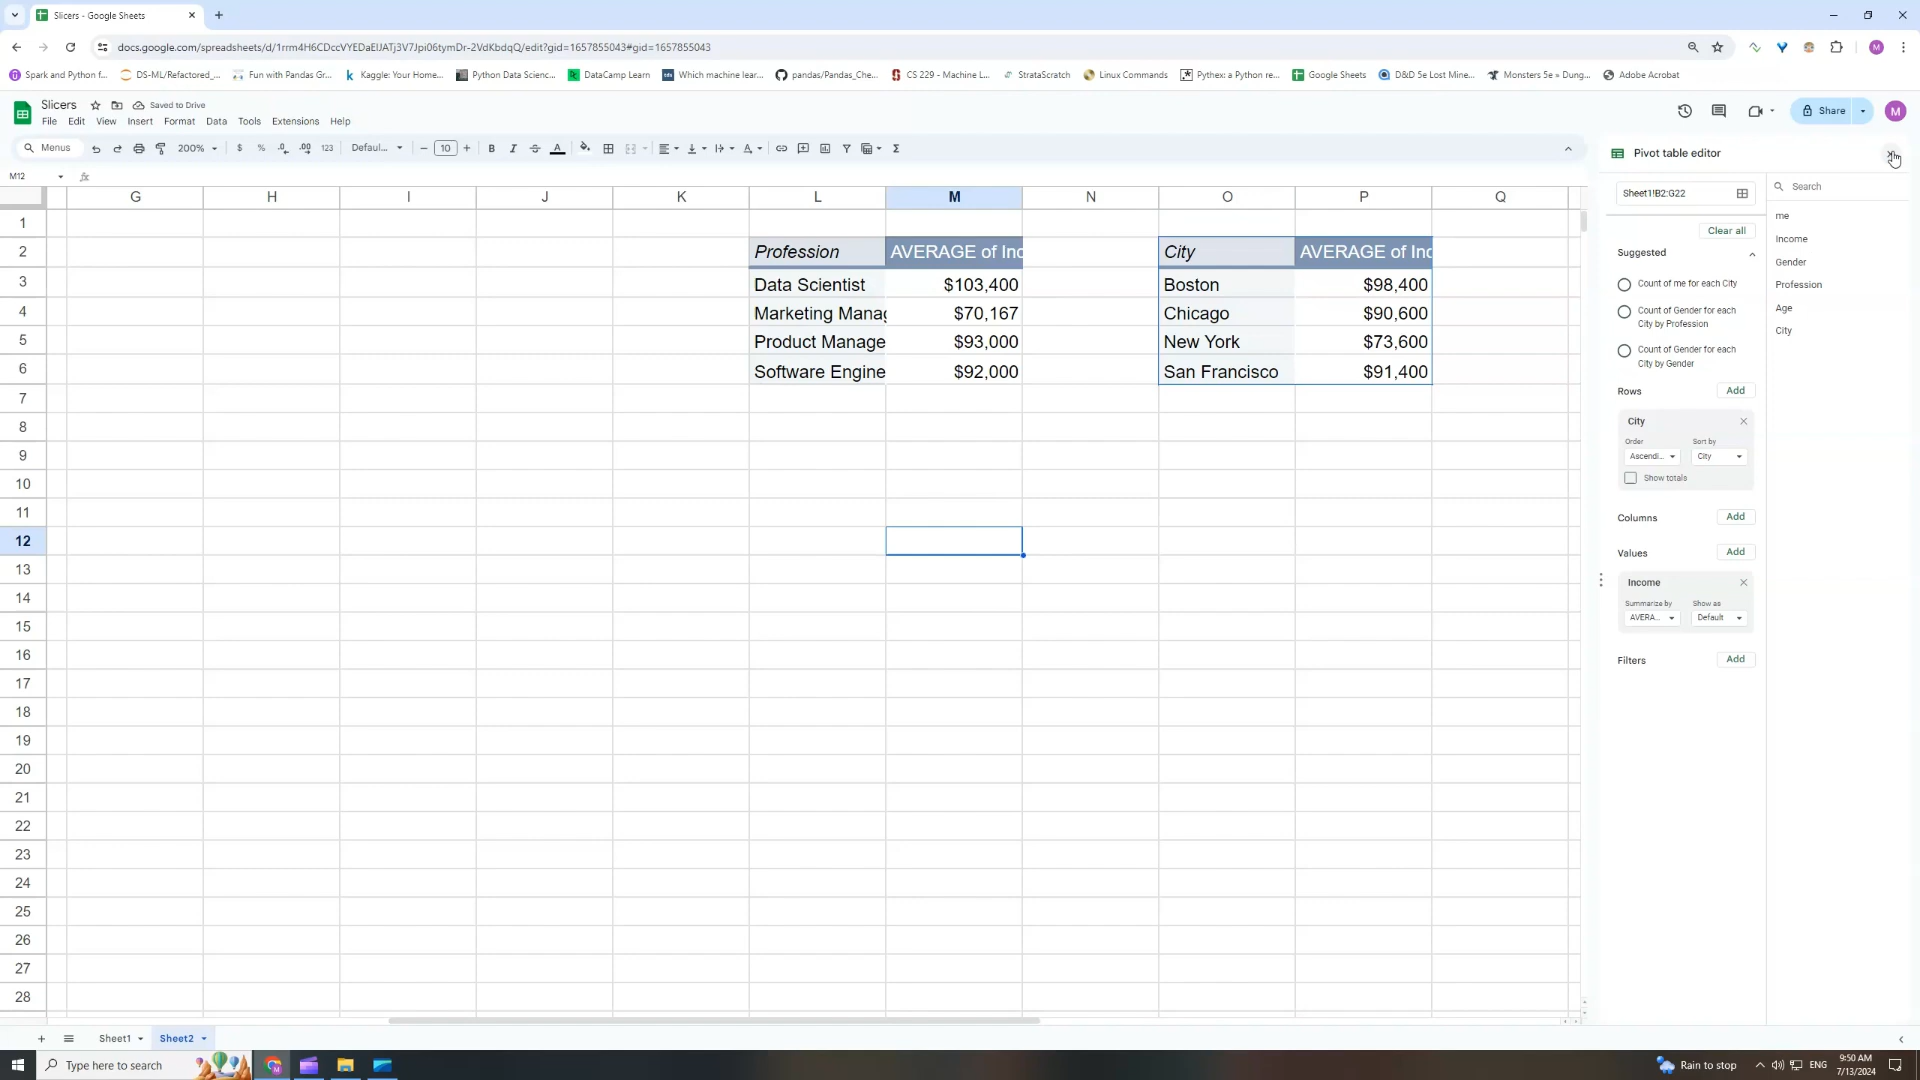 Slicers - Google Sheets
docs.google.com/spreadsheets/d/1rrm4H6CDccVYEDaEIJATj3V7Jpi06tymDr-2VdKbdqQ/edit?gid=1657855043#gid=1657855043
Spark and Python f... DS-ML/Refactored_... Fun with Pandas Gr... Kaggle: Your Home... Python Data Scienc... DataCamp Learn Which machine lear... pandas/Pandas_Che... CS 229 - Machine L... StrataScratch Linux Commands Pythex: a Python re... Google Sheets D&D 5e Lost Mine... Monsters 5e » Dung... Adobe Acrobat
Slicers Saved to Drive
File Edit View Insert Format Data Tools Extensions Help
Share M
Menus 200% $ % .0 .00 123 Defaul... 10 B I A
M12 fx
G H I J K L M N O P Q
1
2 Profession AVERAGE of Inc City AVERAGE of Inc
3 Data Scientist $103,400 Boston $98,400
4 Marketing Manag $70,167 Chicago $90,600
5 Product Manage $93,000 New York $73,600
6 Software Engine $92,000 San Francisco $91,400
7
8
9
10
11
12
13
14
15
16
17
18
19
20
21
22
23
24
25
26
27
28
Pivot table editor
Sheet1!B2:G22
Clear all
Suggested
Count of me for each City
Count of Gender for each
City by Profession
Count of Gender for each
City by Gender
Rows Add
City
Order Sort by
Ascendi... City
Show totals
Columns Add
Values Add
Income
Summarize by Show as
AVERA... Default
Filters Add
Search
me
Income
Gender
Profession
Age
City
Sheet1 Sheet2
Type here to search
Rain to stop ENG
9:50 AM
7/13/2024